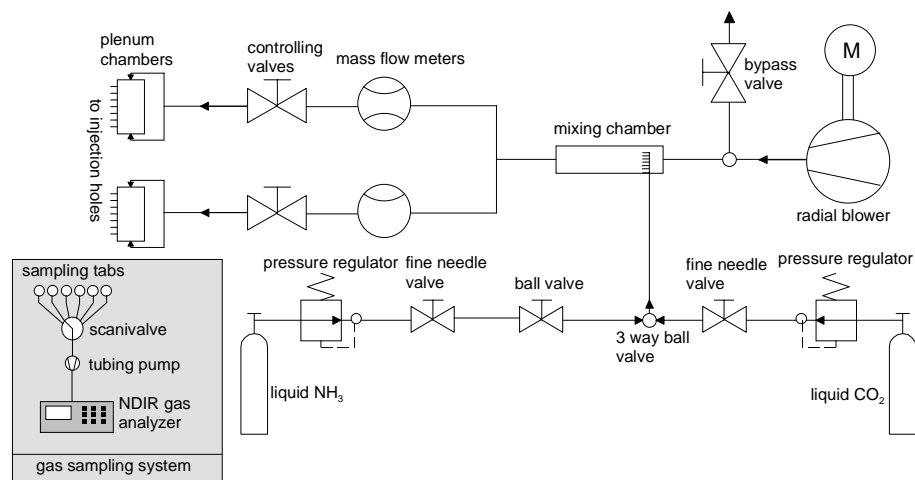 plenum
chambers
controlling
valves
mass flow meters
bypass
valve
M
mixing chamber
radial blower
to injection holes
sampling tabs
scanivalve
tubing pump
NDIR gas
analyzer
gas sampling system
pressure regulator
fine needle
valve
ball valve
fine needle
valve
pressure regulator
3 way ball
valve
liquid NH3
liquid CO2